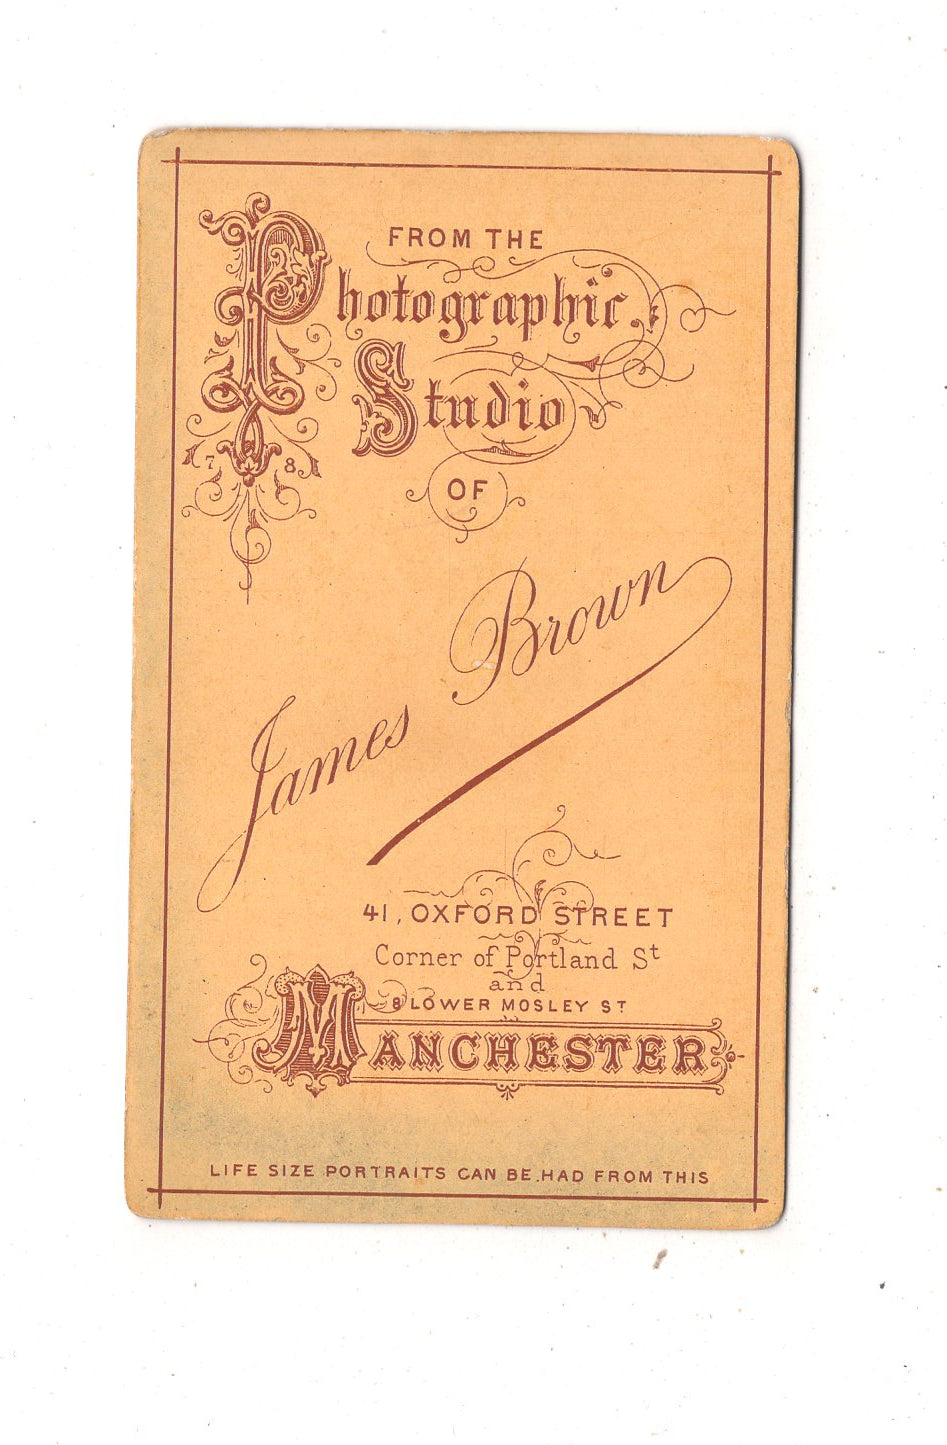 FROM THE
Photographic
Studio
7 8
OF
James Brown
41, OXFORD STREET
Corner of Portland St
and
8 LOWER MOSLEY ST
MANCHESTER
LIFE SIZE PORTRAITS CAN BE HAD FROM THIS